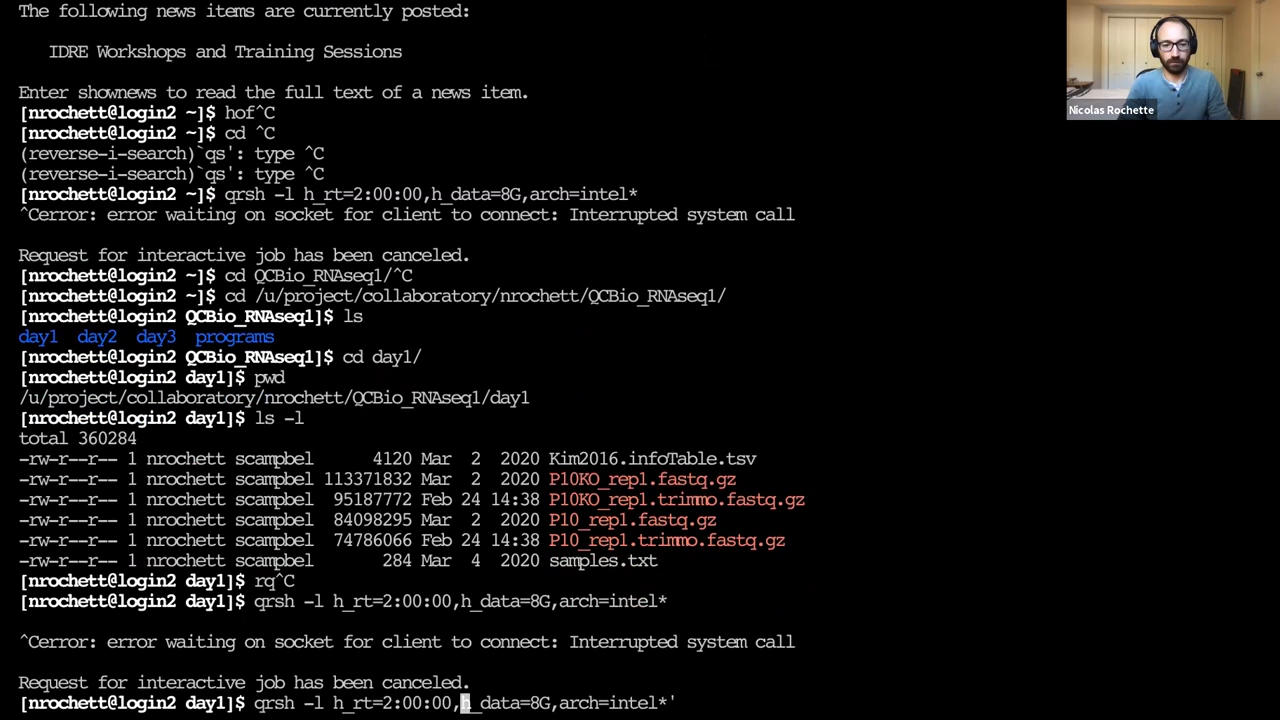 The following news items are currently posted:
IDRE Workshops and Training Sessions
Enter shownews to read the full text of a news item.
[nrochett@login2 ~]$ hof^C
[nrochett@login2 ~]$ cd ^C
(reverse-i-search)`qs': type ^C
(reverse-i-search)`qs': type ^C
[nrochett@login2 ~]$ qrsh -l h_rt=2:00:00,h_data=8G,arch=intel*
^Cerror: error waiting on socket for client to connect: Interrupted system call
Request for interactive job has been canceled.
[nrochett@login2 ~]$ cd QCBio_RNAseq1/^C
[nrochett@login2 ~]$ cd /u/project/collaboratory/nrochett/QCBio_RNAseq1/
[nrochett@login2 QCBio_RNAseq1]$ ls
day1  day2  day3  programs
[nrochett@login2 QCBio_RNAseq1]$ cd day1/
[nrochett@login2 day1]$ pwd
/u/project/collaboratory/nrochett/QCBio_RNAseq1/day1
[nrochett@login2 day1]$ ls -l
total 360284
-rw-r--r-- 1 nrochett scampbel      4120 Mar  2  2020 Kim2016.infoTable.tsv
-rw-r--r-- 1 nrochett scampbel 113371832 Mar  2  2020 P10KO_rep1.fastq.gz
-rw-r--r-- 1 nrochett scampbel  95187772 Feb 24 14:38 P10KO_rep1.trimmo.fastq.gz
-rw-r--r-- 1 nrochett scampbel  84098295 Mar  2  2020 P10_rep1.fastq.gz
-rw-r--r-- 1 nrochett scampbel  74786066 Feb 24 14:38 P10_rep1.trimmo.fastq.gz
-rw-r--r-- 1 nrochett scampbel       284 Mar  4  2020 samples.txt
[nrochett@login2 day1]$ rq^C
[nrochett@login2 day1]$ qrsh -l h_rt=2:00:00,h_data=8G,arch=intel*
^Cerror: error waiting on socket for client to connect: Interrupted system call
Request for interactive job has been canceled.
[nrochett@login2 day1]$ qrsh -l h_rt=2:00:00,h_data=8G,arch=intel*'
Nicolas Rochette